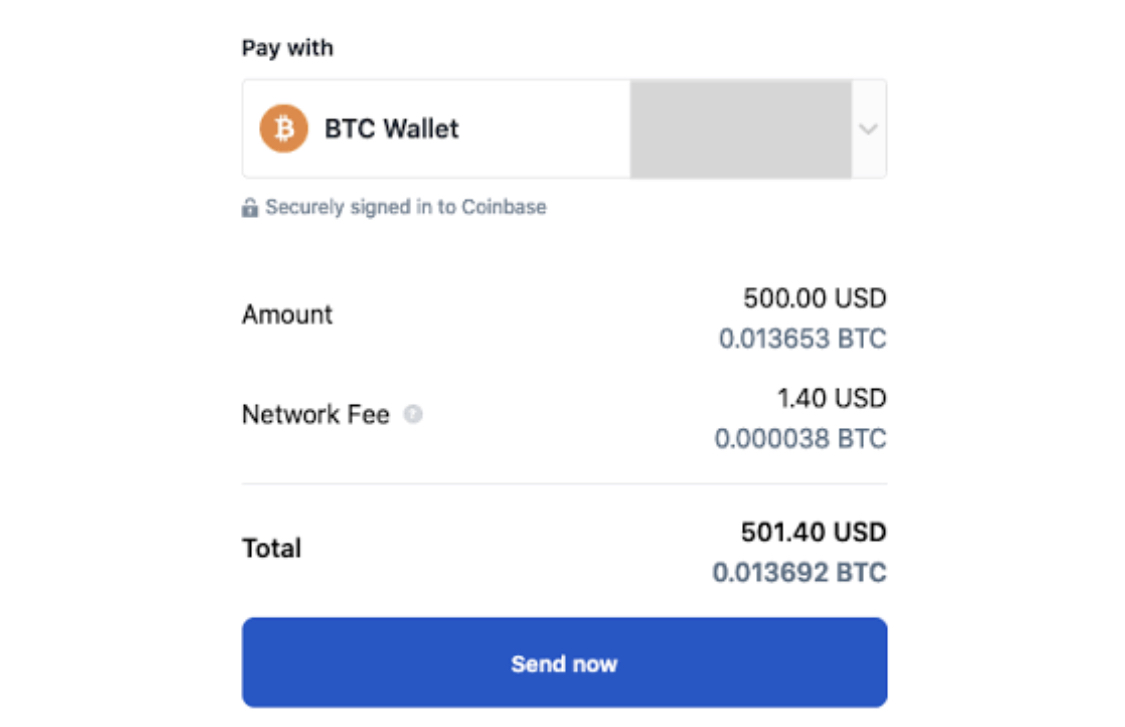 Pay with
BTC Wallet
Securely signed in to Coinbase
Amount
500.00 USD
0.013653 BTC
Network Fee ?
1.40 USD
0.000038 BTC
Total
501.40 USD
0.013692 BTC
Send now